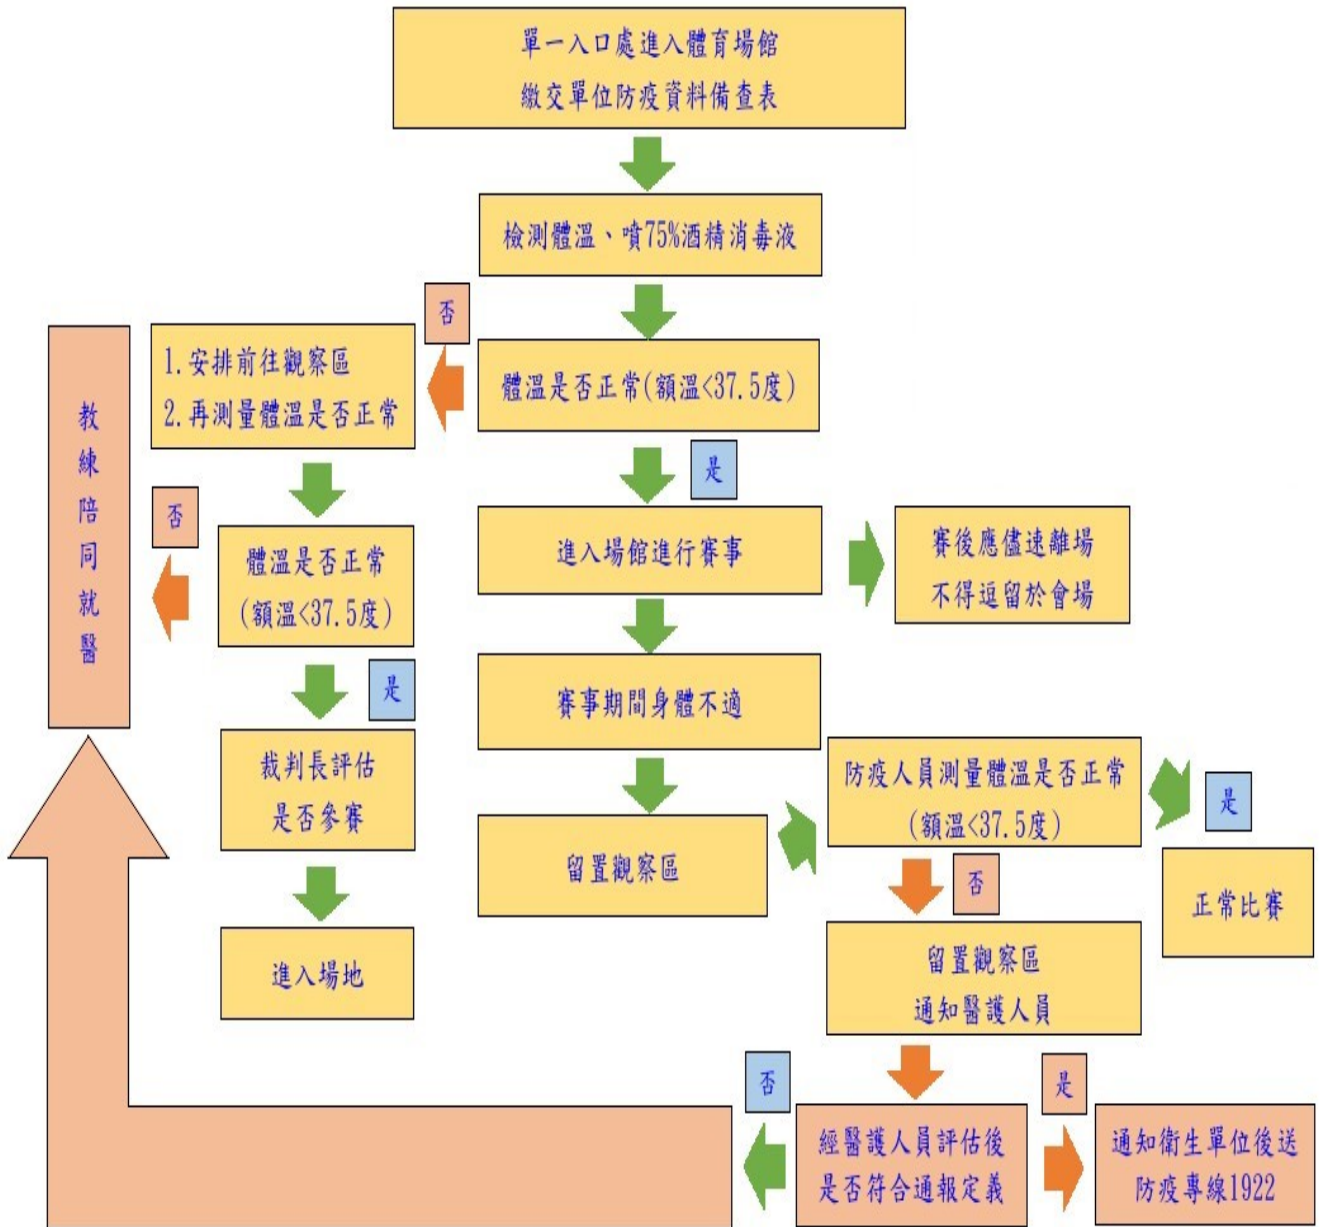 單一入口處進入體育場館
繳交單位防疫資料備查表
檢測體溫、噴75%酒精消毒液
否
體溫是否正常(額溫<37.5度)
1.安排前往觀察區
2.再測量體溫是否正常
教
練
陪
同
就
醫
是
否
體溫是否正常
(額溫<37.5度)
進入場館進行賽事
賽後應儘速離場
不得逗留於會場
是
賽事期間身體不適
裁判長評估
是否參賽
防疫人員測量體溫是否正常
(額溫<37.5度)
是
留置觀察區
否
正常比賽
進入場地
留置觀察區
通知醫護人員
否
是
經醫護人員評估後
是否符合通報定義
通知衛生單位後送
防疫專線1922